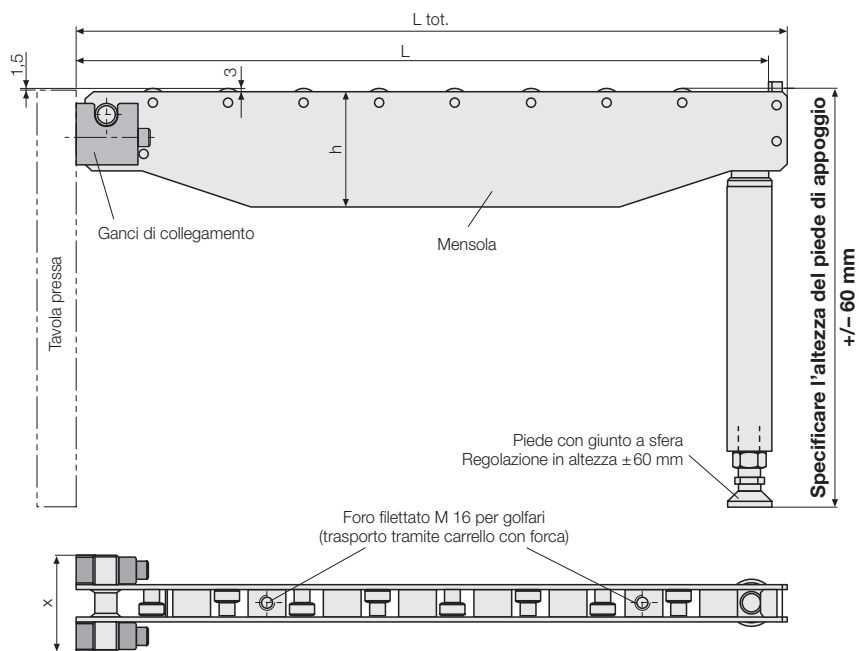 L tot.
L
1,5
3
h
Ganci di collegamento
Mensola
Tavola pressa
Specificare l'altezza del piede di appoggio
+/– 60 mm
Piede con giunto a sfera
Regolazione in altezza ±60 mm
Foro filettato M 16 per golfari
(trasporto tramite carrello con forca)
x